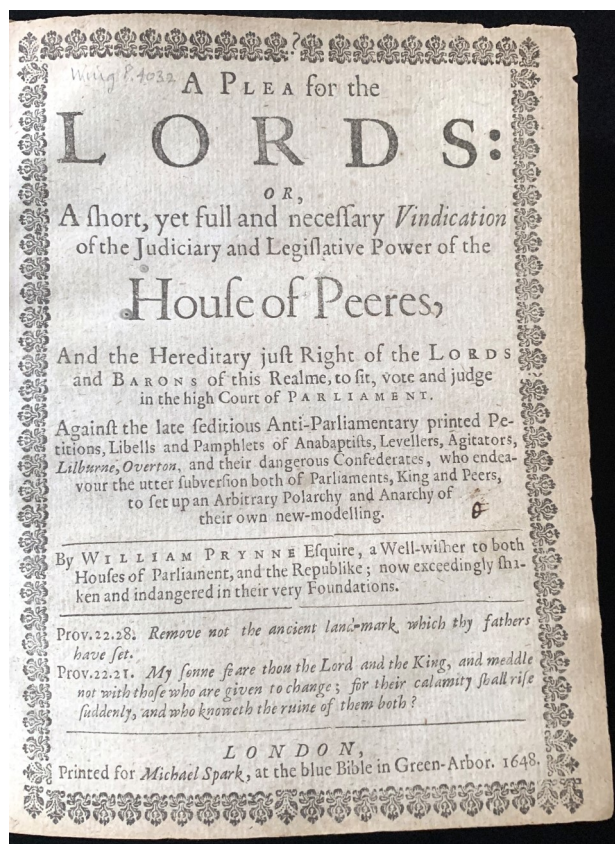 Wing P.4032
A PLEA for the
LORDS:
OR,
A ſhort, yet full and neceſſary Vindication
of the Judiciary and Legiſlative Power of the
Houſe of Peeres,
And the Hereditary juſt Right of the LORDS
and BARONS of this Realme, to ſit, vote and judge
in the high Court of PARLIAMENT.
Againſt the late ſeditious Anti-Parliamentary printed Pe-
titions, Libells and Pamphlets of Anabaptiſts, Levellers, Agitators,
Lilburne, Overton, and their dangerous Confederates, who endea-
vour the utter ſubverſion both of Parliaments, King and Peers,
to ſet up an Arbitrary Polarchy and Anarchy of
their own new-modelling.
By WILLIAM PRYNNE Eſquire, a Well-wiſher to both
Houſes of Parliament, and the Republike; now exceedingly ſha-
ken and indangered in their very Foundations.
Prov.22.28. Remove not the ancient land-mark which thy fathers
have ſet.
Prov.22.21. My ſonne feare thou the Lord and the King, and meddle
not with thoſe who are given to change; for their calamity ſhall riſe
ſuddenly, and who knoweth the ruine of them both?
LONDON,
Printed for Michael Spark, at the blue Bible in Green-Arbor. 1648.